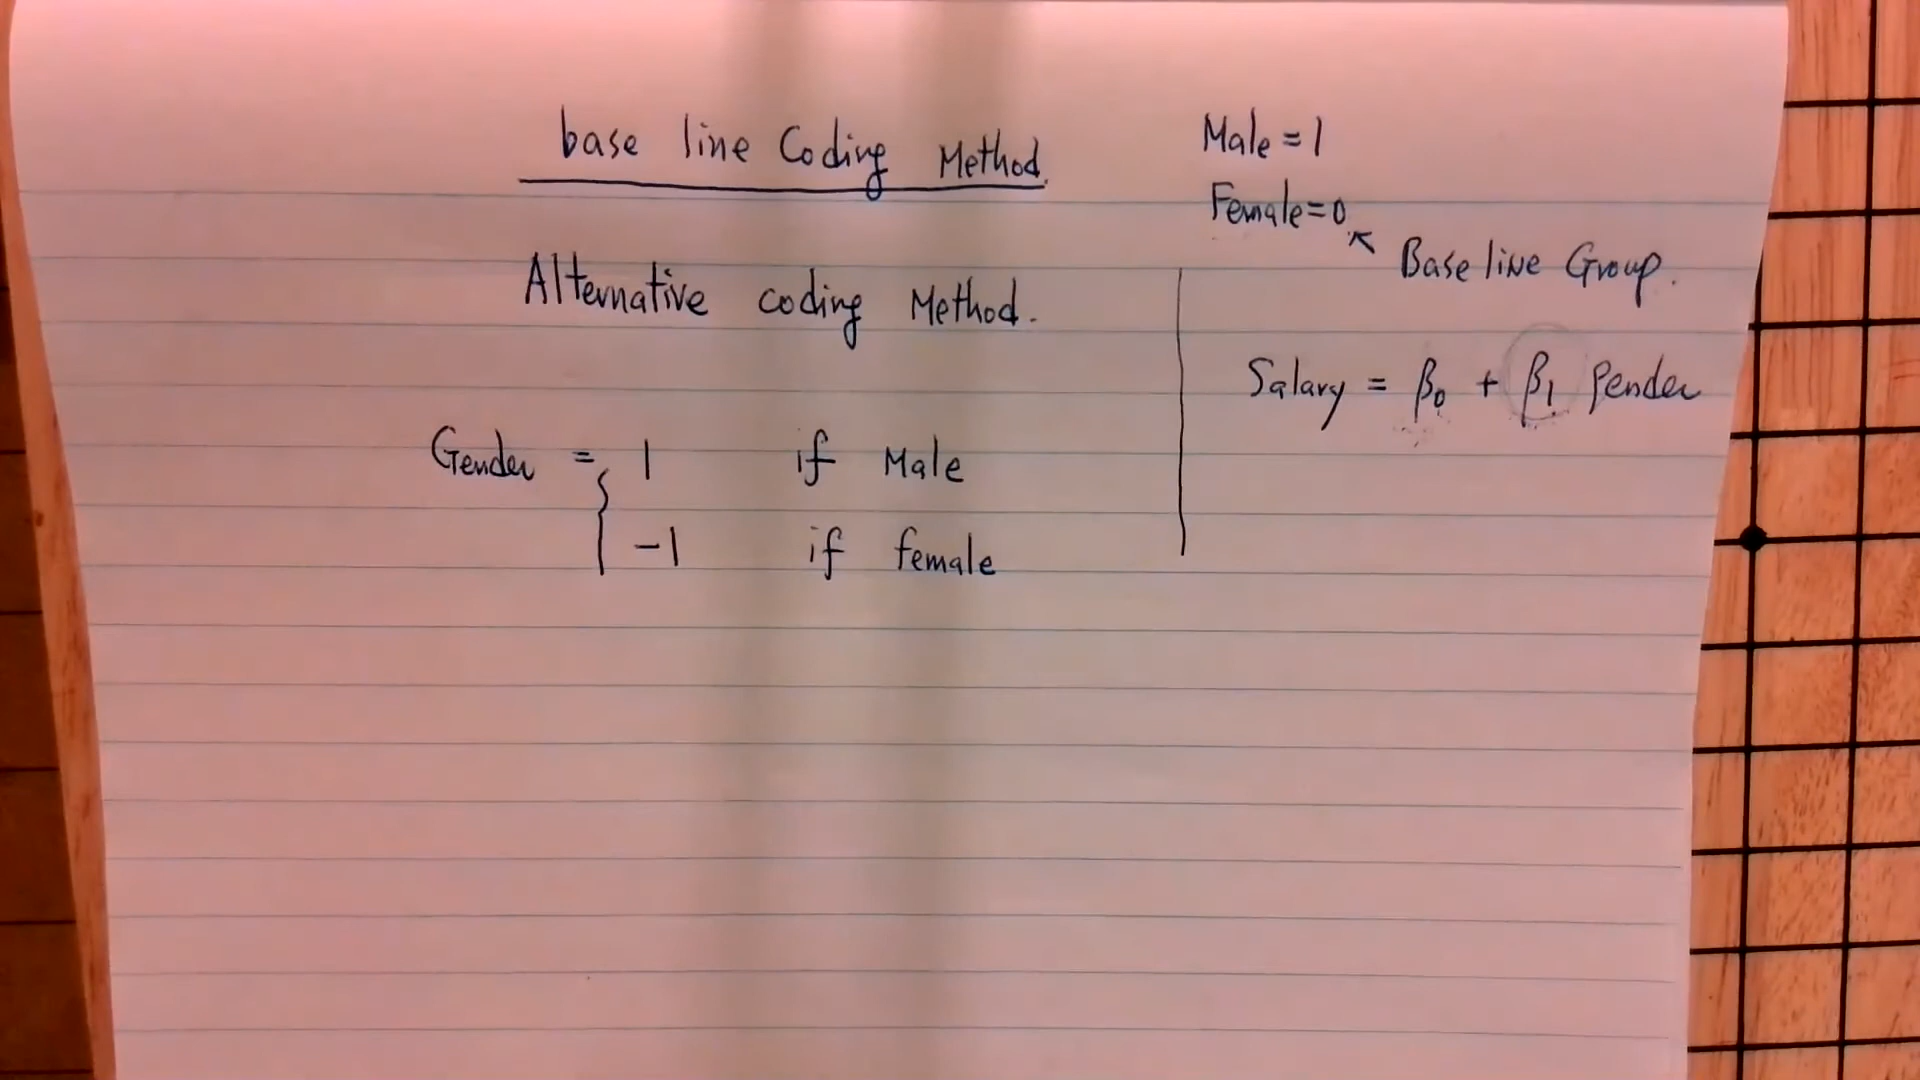 base line Coding Method.
Male = 1
Female = 0
Base line Group.
Alternative coding Method.
Salary = β₀ + β₁ Gender
Gender = { 1 if Male
-1 if female